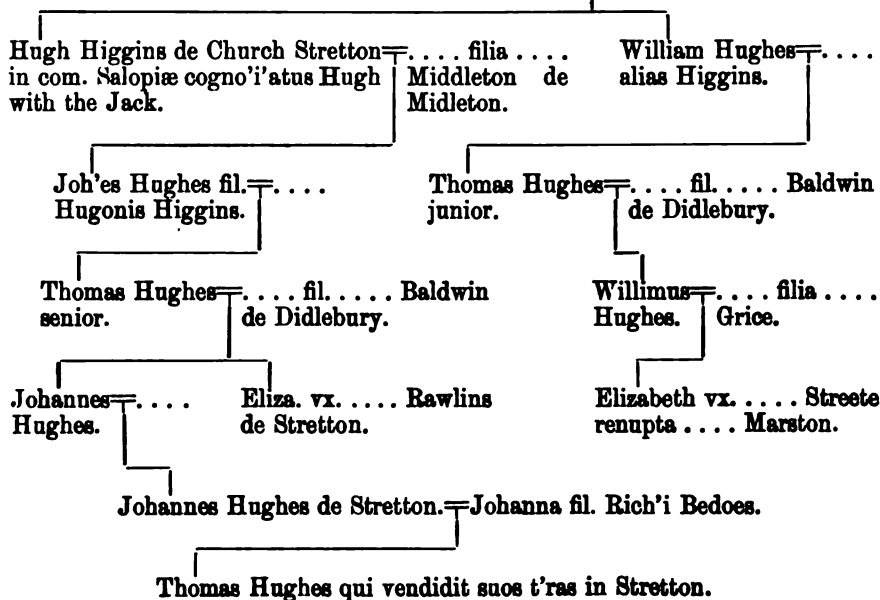 Hugh Higgins de Church Stretton=.... filia .... William Hughes=....
in com. Salopiæ cogno'i'atus Hugh Middleton de alias Higgins.
with the Jack. Midleton.
Joh'es Hughes fil.=.... Thomas Hughes=.... fil..... Baldwin
Hugonis Higgins. junior. de Didlebury.
Thomas Hughes=.... fil..... Baldwin Willimus=.... filia ....
senior. de Didlebury. Hughes. Grice.
Johannes=.... Eliza. vx..... Rawlins Elizabeth vx..... Streete
Hughes. de Stretton. renupta .... Marston.
Johannes Hughes de Stretton.=Johanna fil. Rich'i Bedoes.
Thomas Hughes qui vendidit suos t'ras in Stretton.